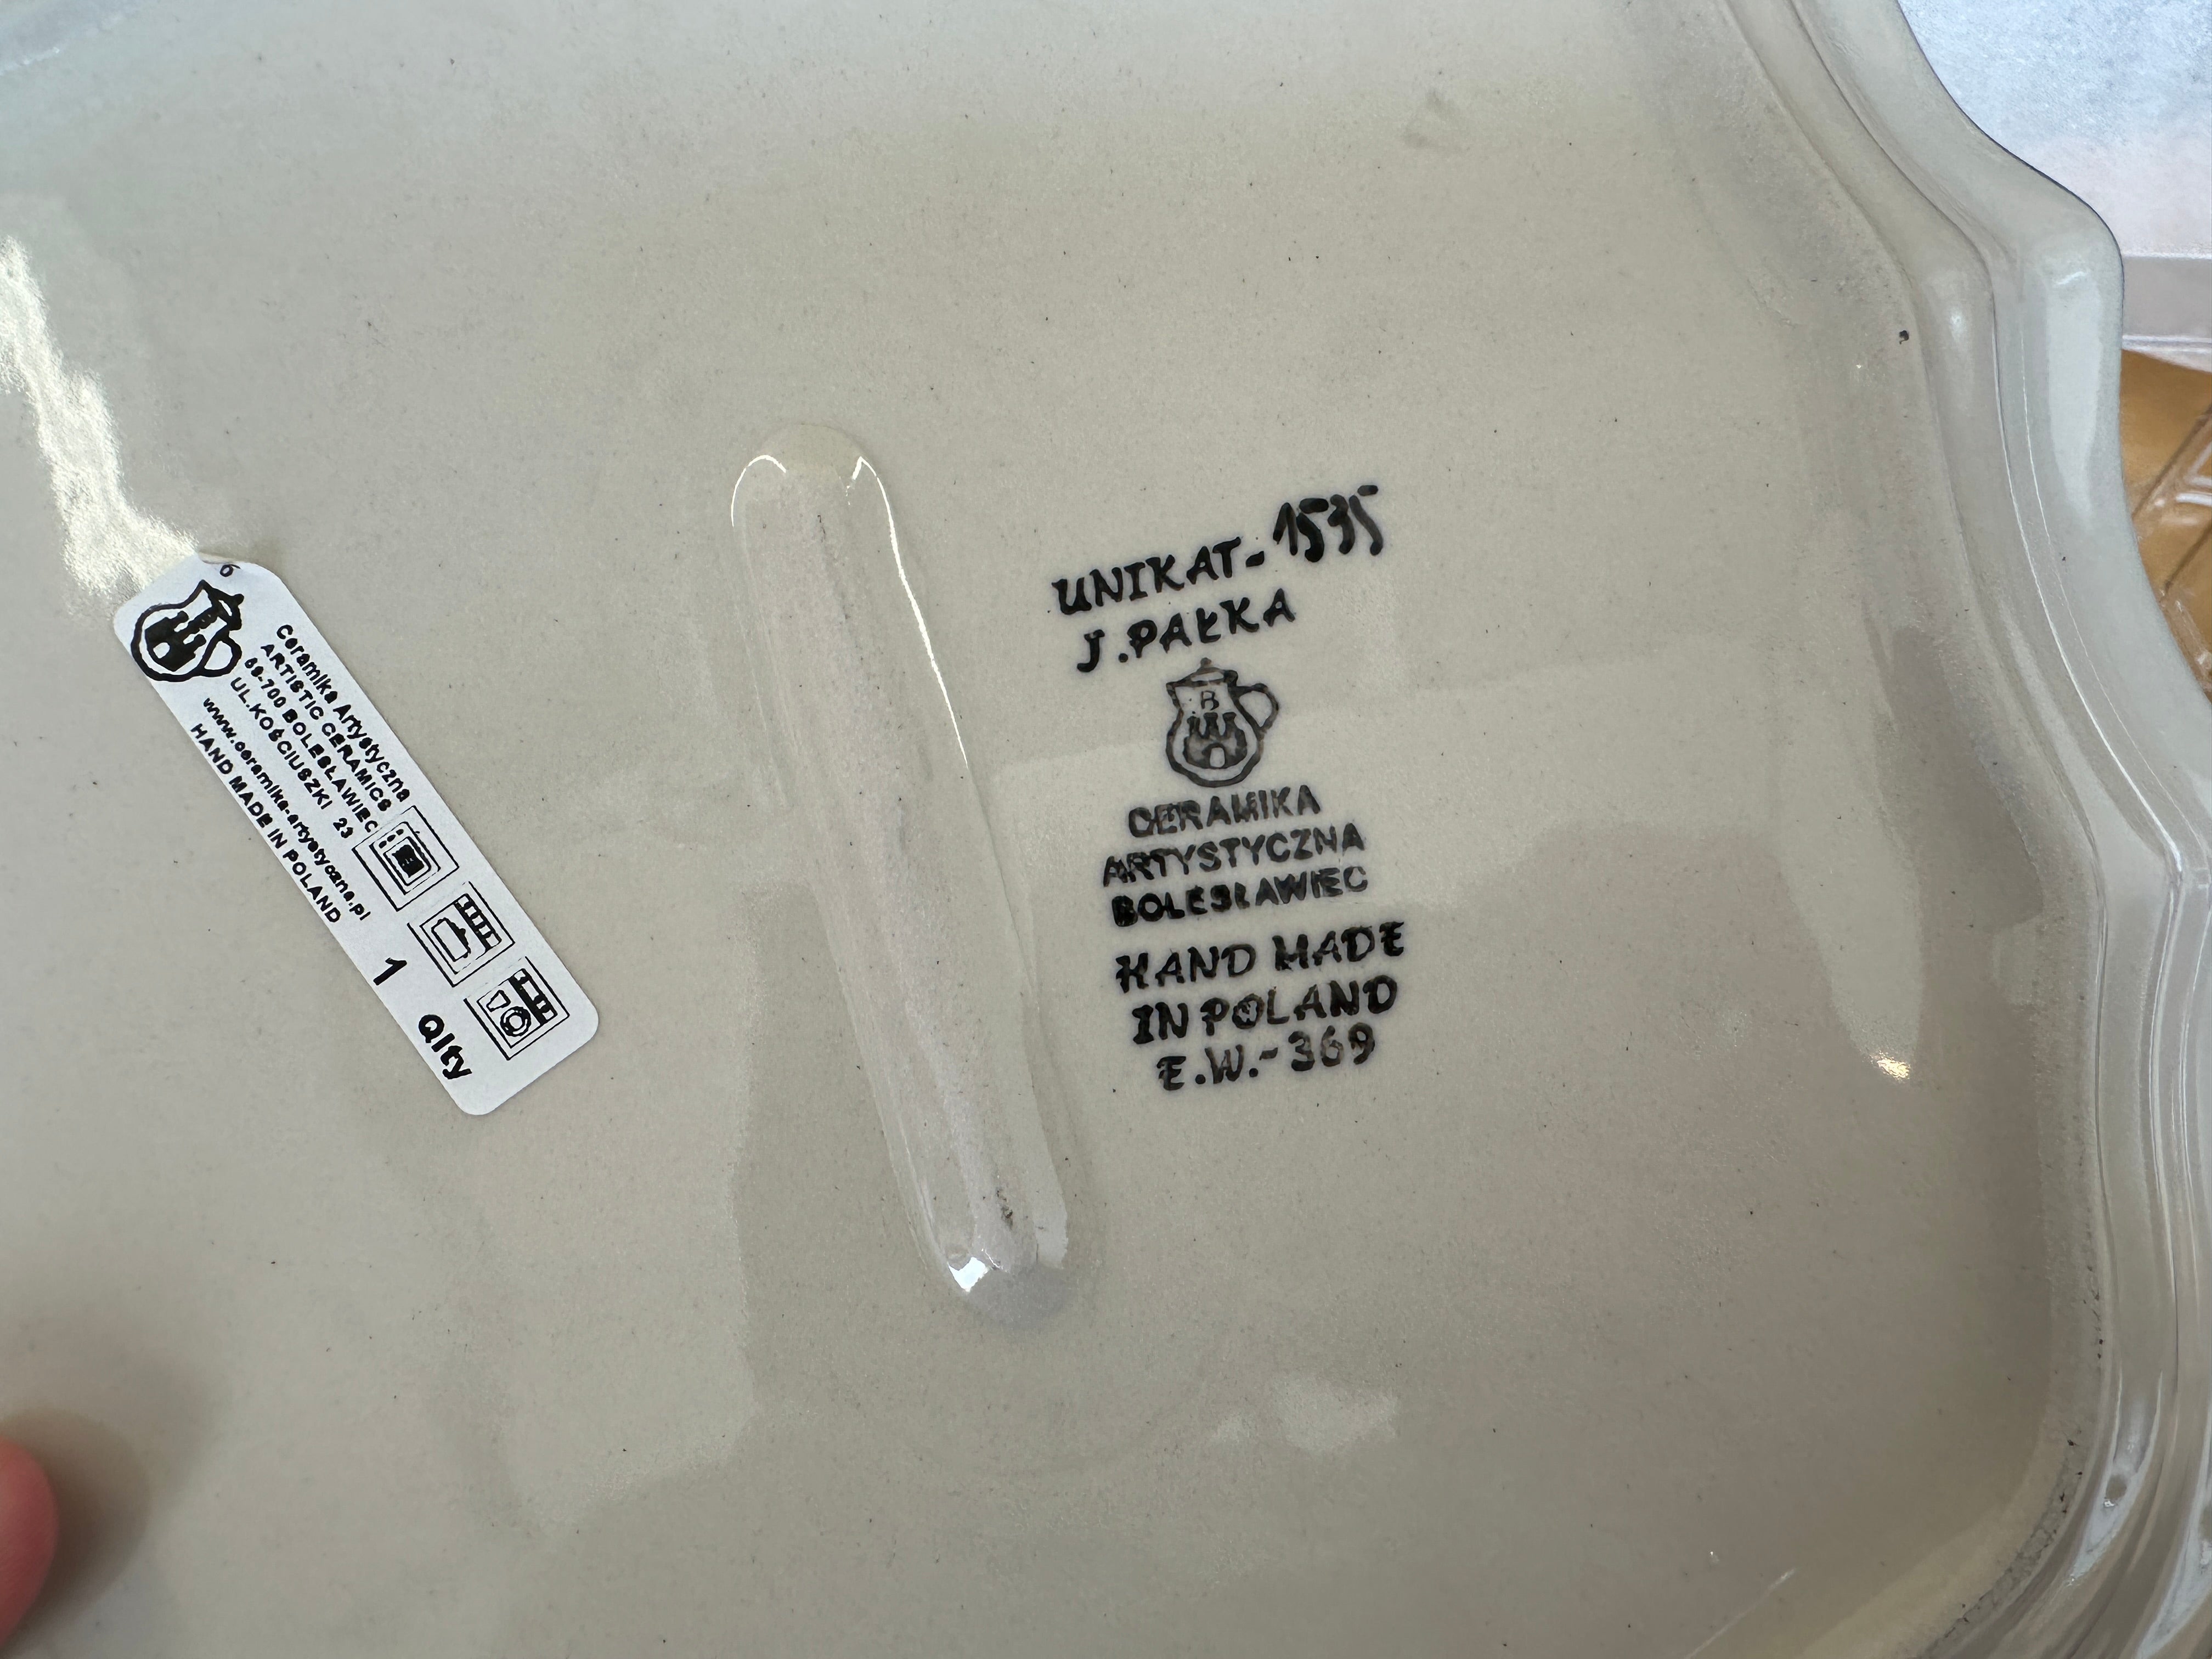 Ceramika Artystyczna
ARTISTIC CERAMICS
59-700 BOLESŁAWIEC
UL.KOŚCIUSZKI 23
www.ceramika-artystyczna.pl
HAND MADE IN POLAND
1
Qlty
UNIKAT-1535
J.PAŁKA
B
CERAMIKA
ARTYSTYCZNA
BOLESŁAWIEC
HAND MADE
IN POLAND
E.W.-369